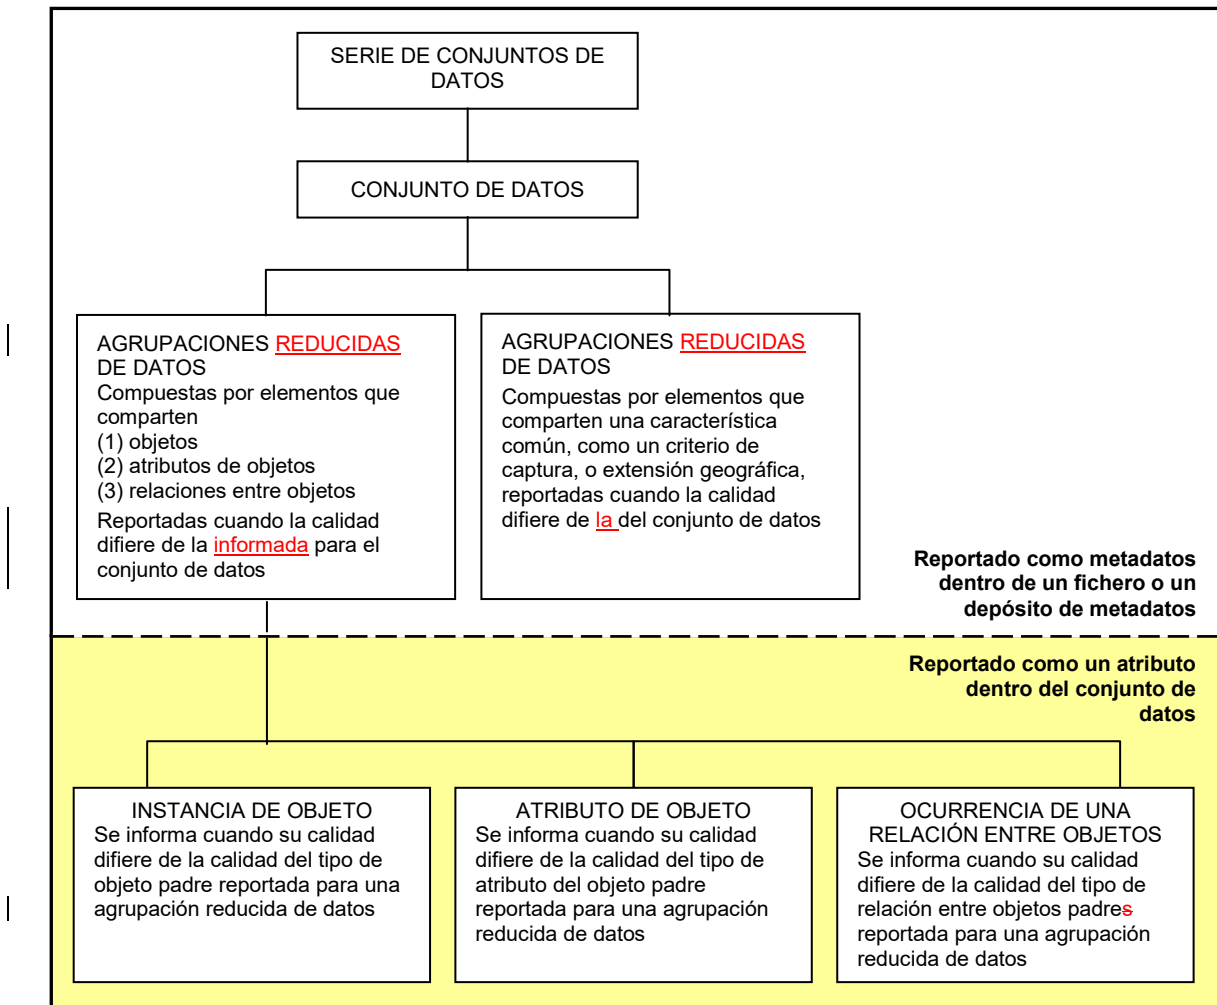 SERIE DE CONJUNTOS DE
DATOS
CONJUNTO DE DATOS
AGRUPACIONES REDUCIDAS
DE DATOS
Compuestas por elementos que
comparten
(1) objetos
(2) atributos de objetos
(3) relaciones entre objetos
Reportadas cuando la calidad
difiere de la informada para el
conjunto de datos
AGRUPACIONES REDUCIDAS
DE DATOS
Compuestas por elementos que
comparten una característica
común, como un criterio de
captura, o extensión geográfica,
reportadas cuando la calidad
difiere de la del conjunto de datos
Reportado como metadatos
dentro de un fichero o un
depósito de metadatos
Reportado como un atributo
dentro del conjunto de
datos
INSTANCIA DE OBJETO
Se informa cuando su calidad
difiere de la calidad del tipo de
objeto padre reportada para una
agrupación reducida de datos
ATRIBUTO DE OBJETO
Se informa cuando su calidad
difiere de la calidad del tipo de
atributo del objeto padre
reportada para una agrupación
reducida de datos
OCURRENCIA DE UNA
RELACIÓN ENTRE OBJETOS
Se informa cuando su calidad
difiere de la calidad del tipo de
relación entre objetos padres
reportada para una agrupación
reducida de datos